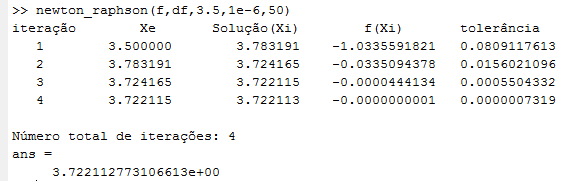 >> newton_raphson(f,df,3.5,1e-6,50)
iteração Xe Solução(Xi) f(Xi) tolerância
1 3.500000 3.783191 -1.0335591821 0.0809117613
2 3.783191 3.724165 -0.0335094378 0.0156021096
3 3.724165 3.722115 -0.0000444134 0.0005504332
4 3.722115 3.722113 -0.0000000001 0.0000007319
Número total de iterações: 4
ans =
3.722112773106613e+00